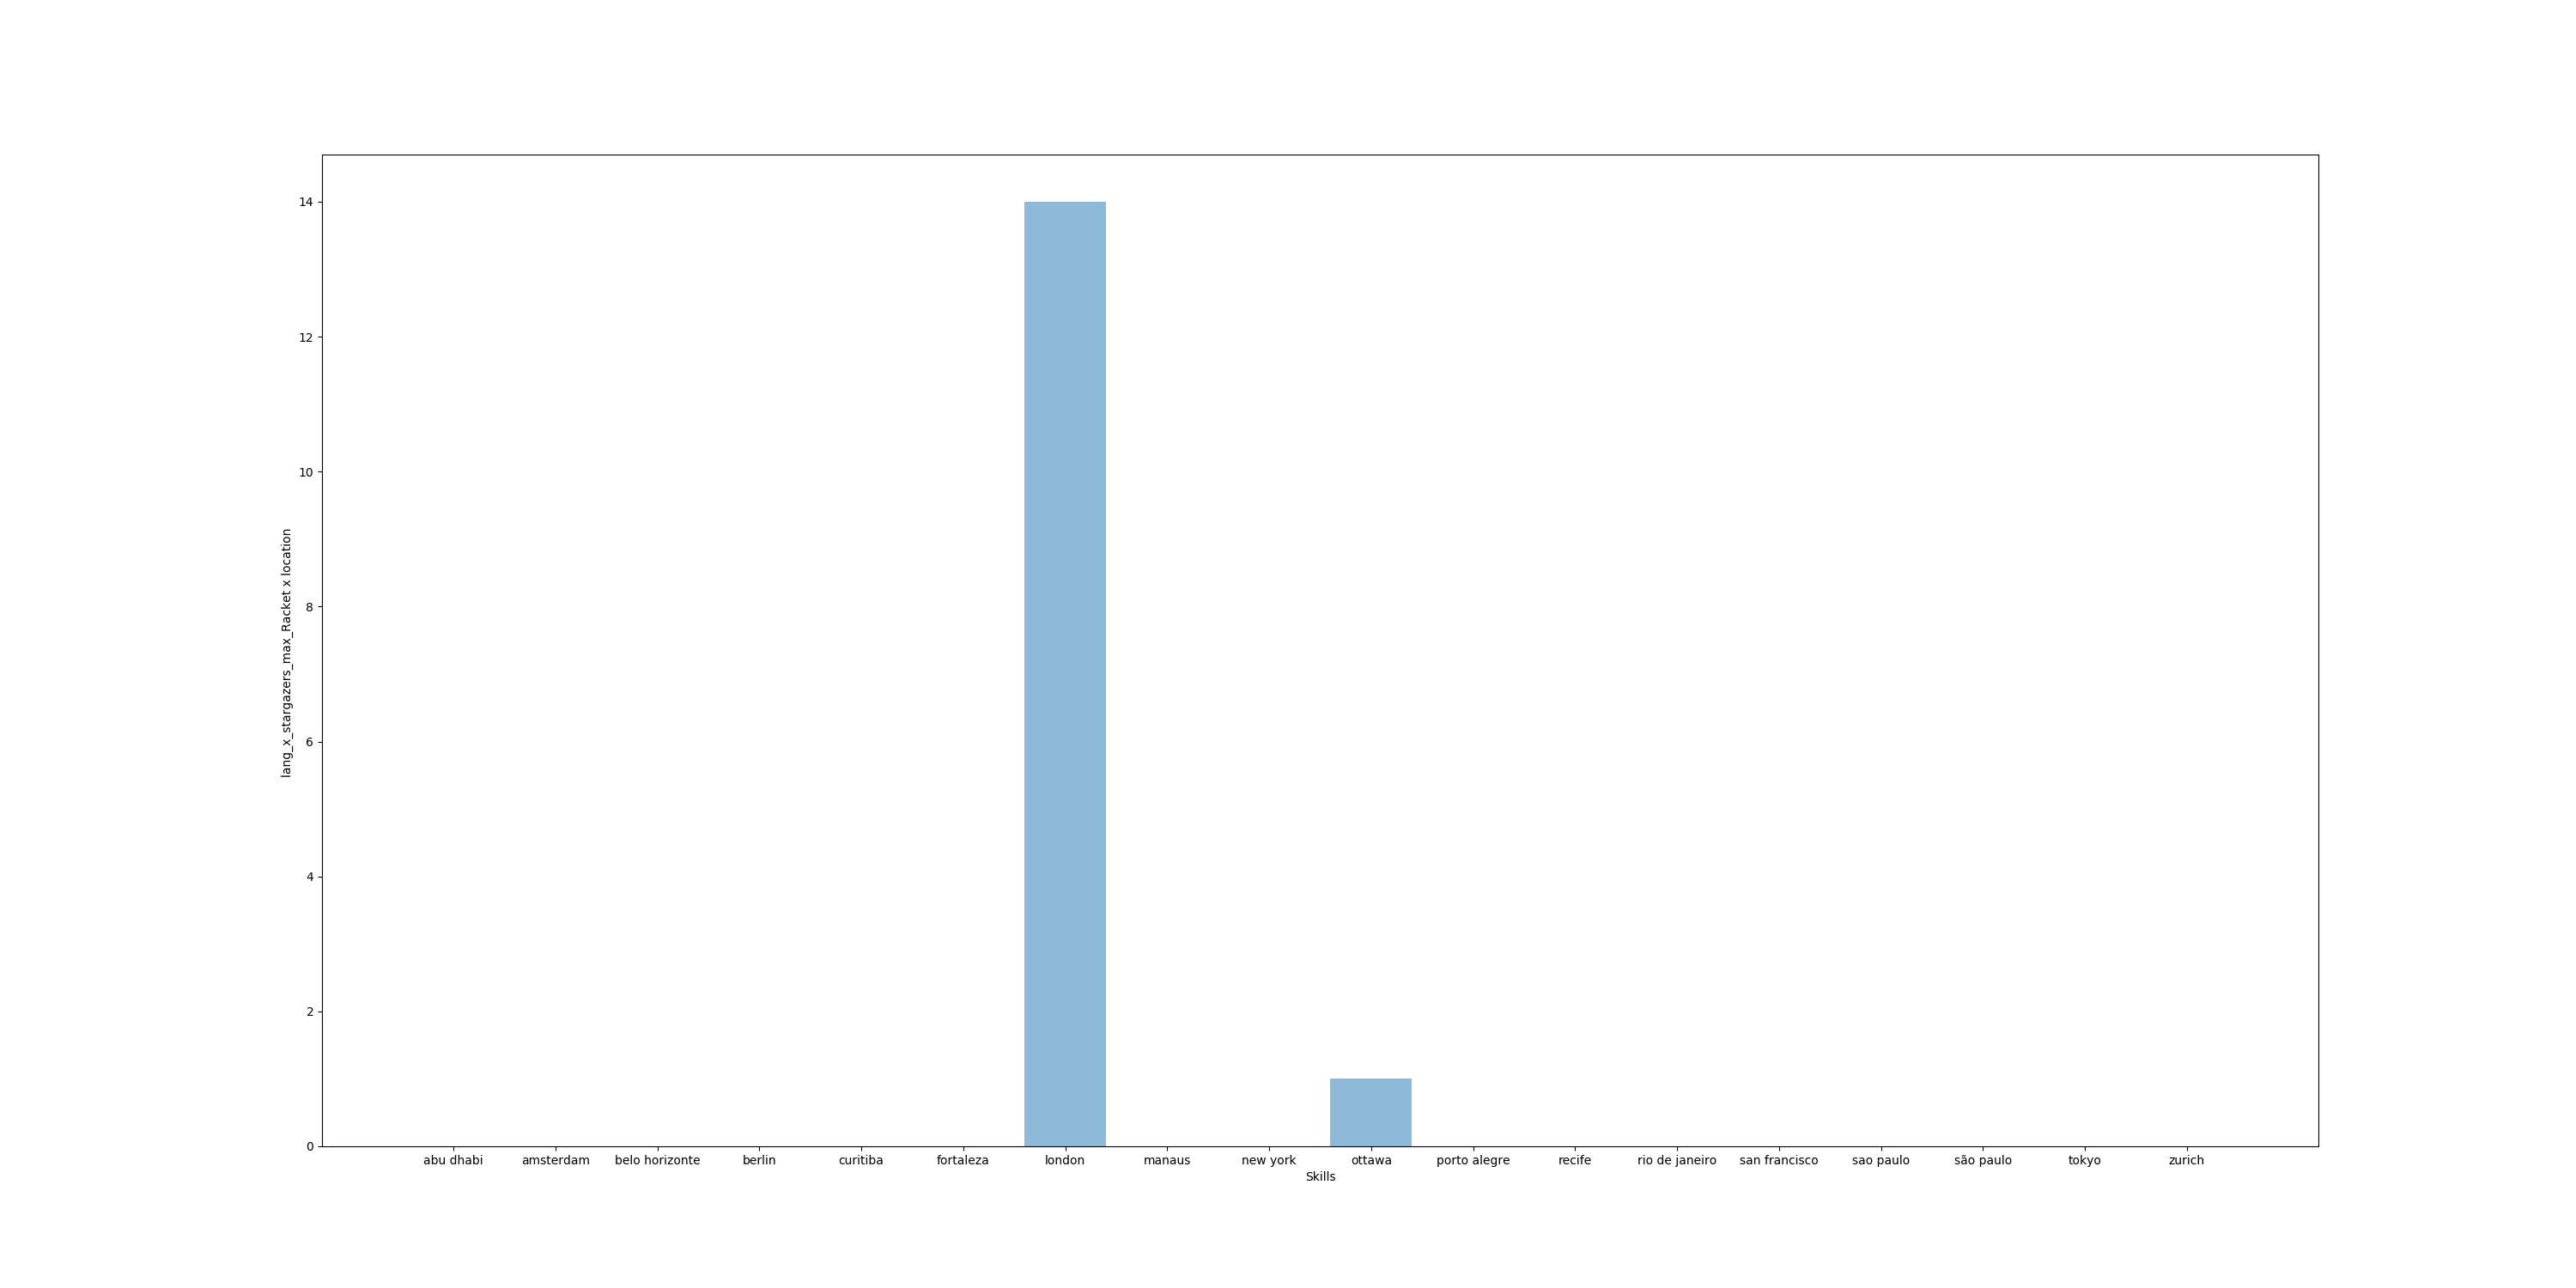 14
12
10
8
6
4
2
0
lang_x_stargazers_max_Racket x location
abu dhabi amsterdam belo horizonte berlin curitiba fortaleza london manaus new york ottawa porto alegre recife rio de janeiro san francisco sao paulo são paulo tokyo zurich
Skills